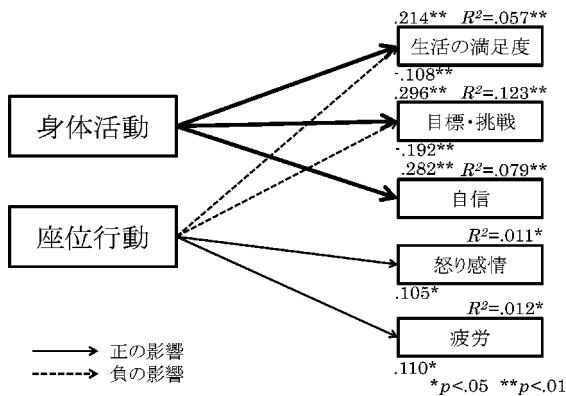 .214** R²=.057**
生活の満足度
-.108**
.296** R²=.123**
身体活動
目標・挑戦
-.192**
.282** R²=.079**
自信
座位行動
R²=.011*
怒り感情
.105*
R²=.012*
疲労
正の影響
.110*
負の影響
*p<.05 **p<.01